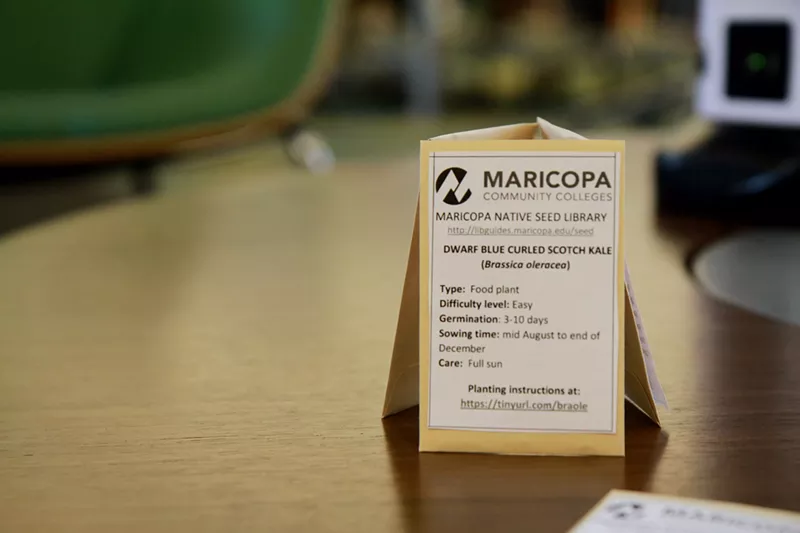 MARICOPA
COMMUNITY COLLEGES
MARICOPA NATIVE SEED LIBRARY
http://libguides.maricopa.edu/seed
DWARF BLUE CURLED SCOTCH KALE
(Brassica oleracea)
Type: Food plant
Difficulty level: Easy
Germination: 3-10 days
Sowing time: mid August to end of
December
Care: Full sun
Planting instructions at:
https://tinyurl.com/braole
MARICOPA